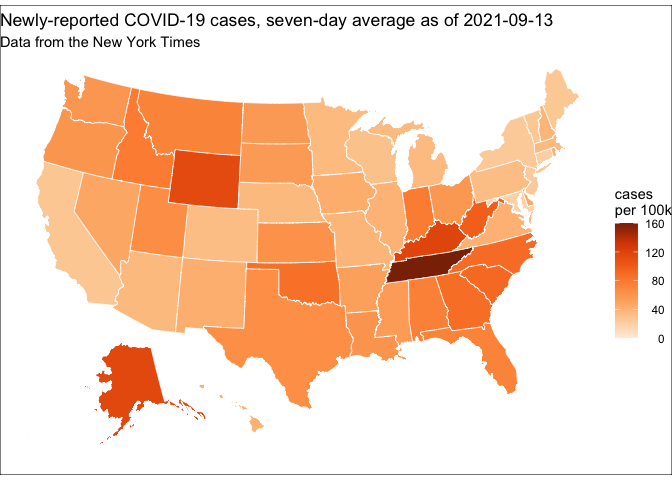 Newly-reported COVID-19 cases, seven-day average as of 2021-09-13
Data from the New York Times
cases
per 100k
160
120
80
40
0